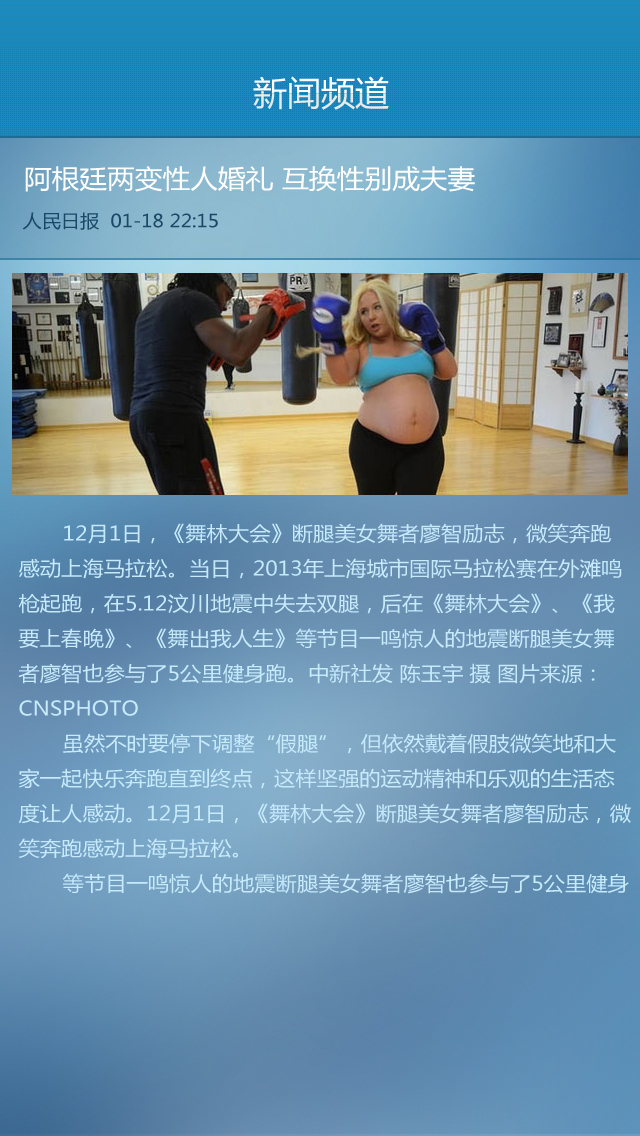 新闻频道
阿根廷两变性人婚礼 互换性别成夫妻
人民日报 01-18 22:15
PRO
12月1日，《舞林大会》断腿美女舞者廖智励志，微笑奔跑
感动上海马拉松。当日，2013年上海城市国际马拉松赛在外滩鸣
枪起跑，在5.12汶川地震中失去双腿，后在《舞林大会》、《我
要上春晚》、《舞出我人生》等节目一鸣惊人的地震断腿美女舞
者廖智也参与了5公里健身跑。中新社发 陈玉宇 摄 图片来源：
CNSPHOTO
虽然不时要停下调整“假腿”，但依然戴着假肢微笑地和大
家一起快乐奔跑直到终点，这样坚强的运动精神和乐观的生活态
度让人感动。12月1日，《舞林大会》断腿美女舞者廖智励志，微
笑奔跑感动上海马拉松。
等节目一鸣惊人的地震断腿美女舞者廖智也参与了5公里健身